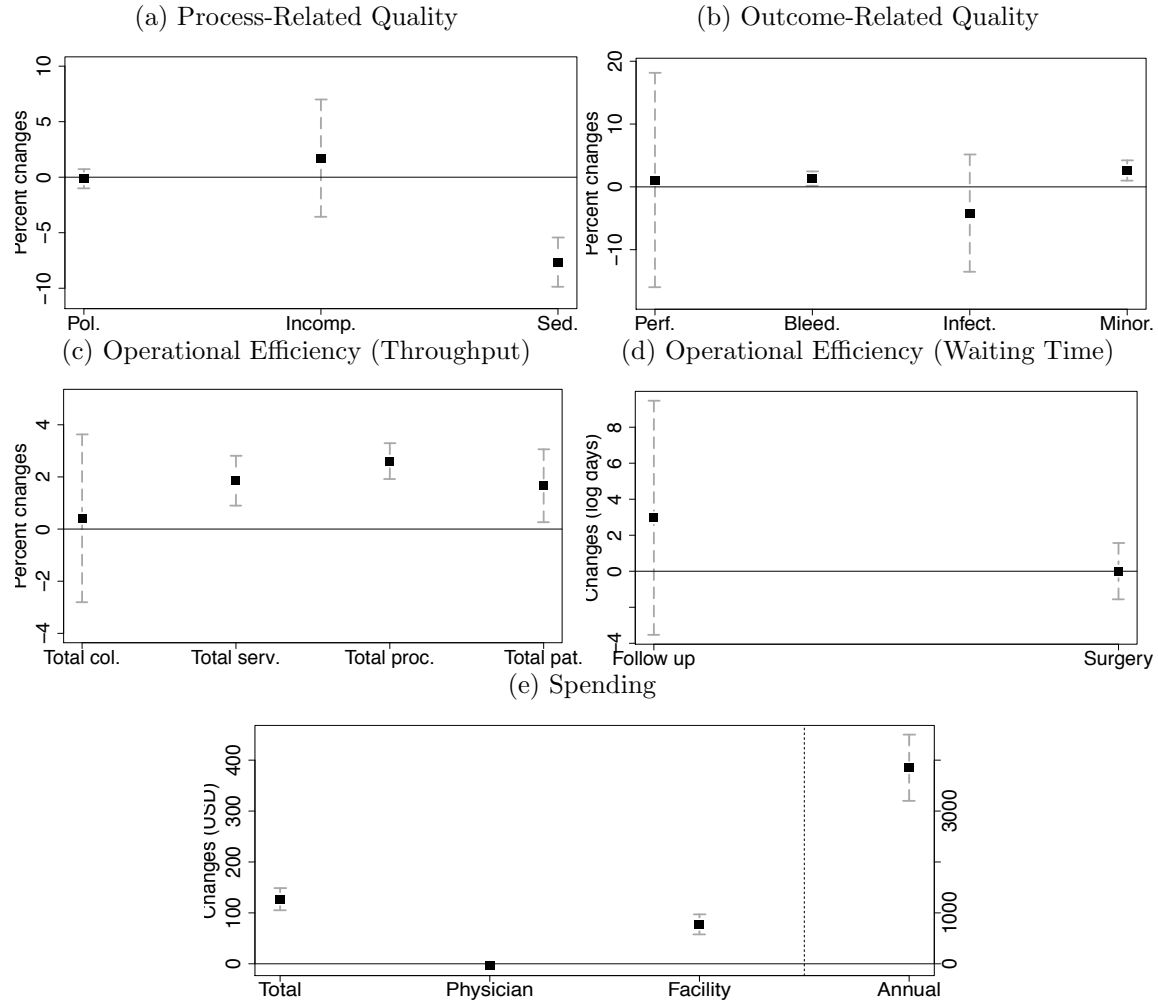 (a) Process-Related Quality
Percent changes
10
5
0
−5
−10
Pol. Incomp. Sed.
(b) Outcome-Related Quality
Percent changes
20
10
0
−10
Perf. Bleed. Infect. Minor.
(c) Operational Efficiency (Throughput)
Percent changes
4
2
0
−2
−4
Total col. Total serv. Total proc. Total pat.
(d) Operational Efficiency (Waiting Time)
Changes (log days)
8
6
4
2
0
−4
Follow up Surgery
(e) Spending
Changes (USD)
400
300
200
100
0
3000
1000
0
Total Physician Facility Annual